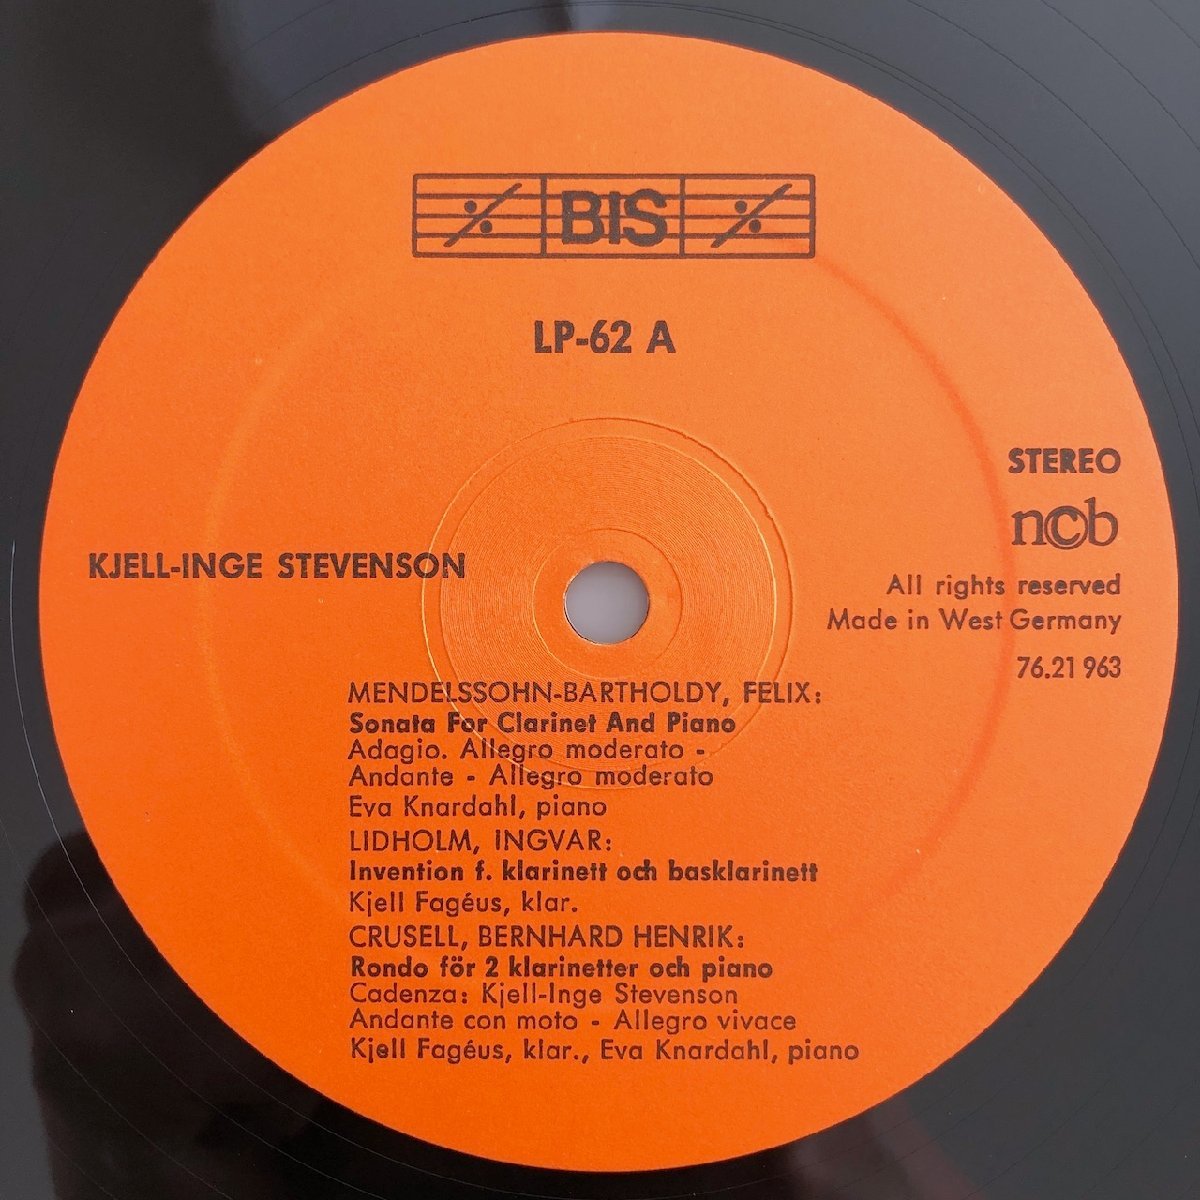 BIS
LP-62 A
STEREO
ncb
KJELL-INGE STEVENSON
All rights reserved
Made in West Germany
76.21 963
MENDELSSOHN-BARTHOLDY, FELIX:
Sonata For Clarinet And Piano
Adagio. Allegro moderato -
Andante - Allegro moderato
Eva Knardahl, piano
LIDHOLM, INGVAR:
Invention f. klarinett och basklarinett
Kjell Fagéus, klar.
CRUSELL, BERNHARD HENRIK:
Rondo för 2 klarinetter och piano
Cadenza: Kjell-Inge Stevenson
Andante con moto - Allegro vivace
Kjell Fagéus, klar., Eva Knardahl, piano